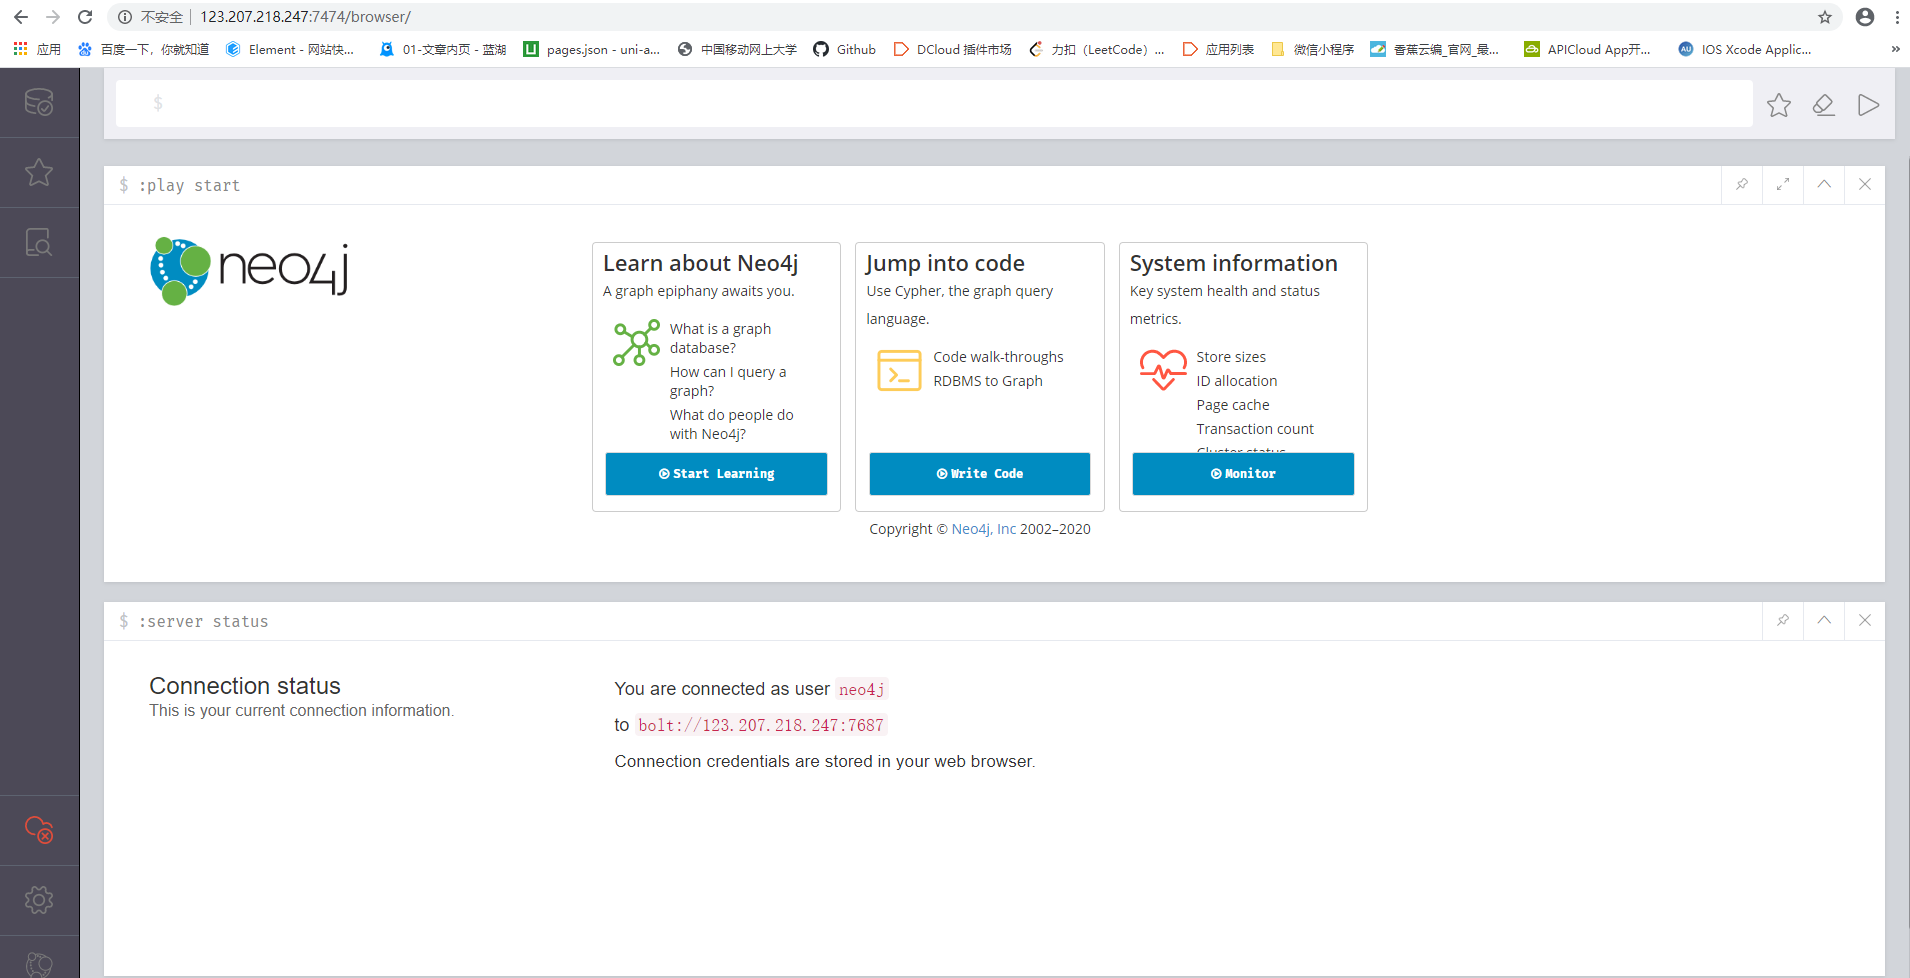 不安全 123.207.218.247:7474/browser/
应用 百度一下，你就知道 Element - 网站快... 01-文章内页 - 蓝湖 pages.json - uni-a... 中国移动网上大学 Github DCloud 插件市场 力扣（LeetCode）... 应用列表 微信小程序 香蕉云编_官网_最... APICloud App开... IOS Xcode Applic... »
$
$ :play start
neo4j
Learn about Neo4j
A graph epiphany awaits you.
What is a graph
database?
How can I query a
graph?
What do people do
with Neo4j?
Start Learning
Jump into code
Use Cypher, the graph query
language.
Code walk-throughs
RDBMS to Graph
Write Code
System information
Key system health and status
metrics.
Store sizes
ID allocation
Page cache
Transaction count
Cluster status
Monitor
Copyright © Neo4j, Inc 2002–2020
$ :server status
Connection status
This is your current connection information.
You are connected as user neo4j
to bolt://123.207.218.247:7687
Connection credentials are stored in your web browser.